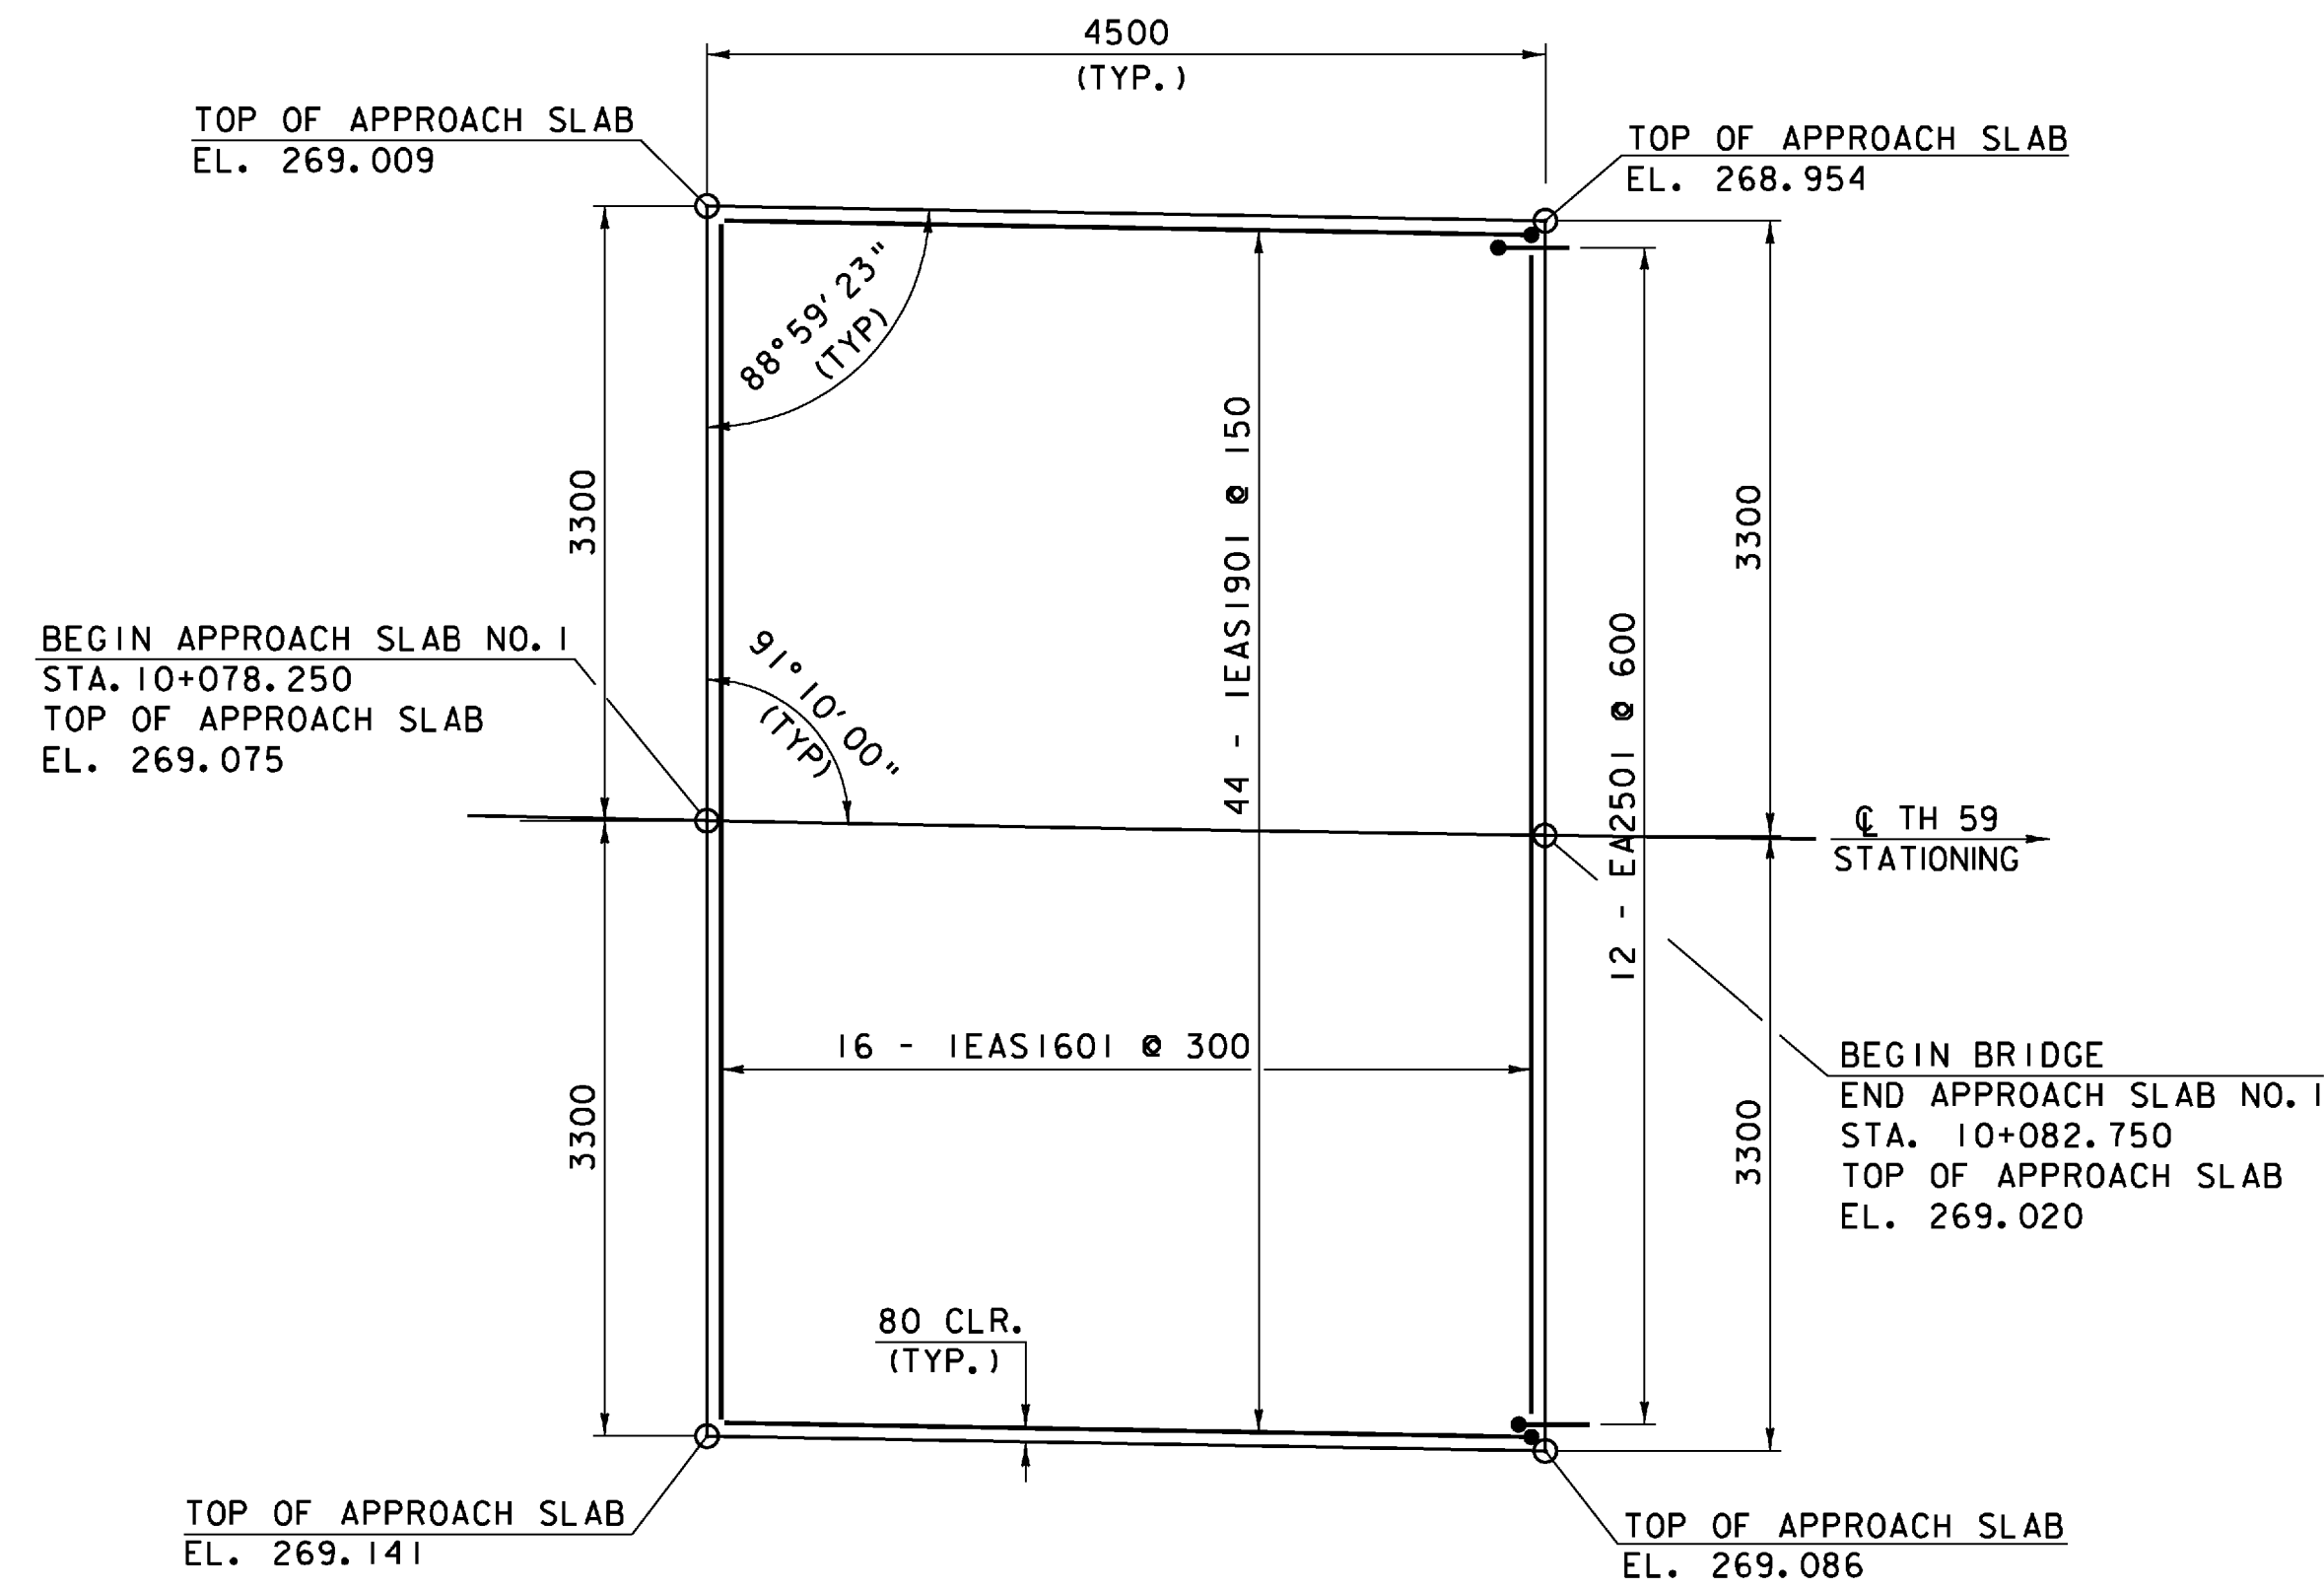 4500
(TYP.)
TOP OF APPROACH SLAB
EL. 269.009
TOP OF APPROACH SLAB
EL. 268.954
88°59'23"
(TYP)
3300
3300
44 - 1EAS1901 @ 150
12 - EA2501 @ 600
BEGIN APPROACH SLAB NO. 1
STA. 10+078.250
TOP OF APPROACH SLAB
EL. 269.075
91°10'00"
(TYP)
℄ TH 59
STATIONING
16 - 1EAS1601 @ 300
3300
3300
BEGIN BRIDGE
END APPROACH SLAB NO. 1
STA. 10+082.750
TOP OF APPROACH SLAB
EL. 269.020
80 CLR.
(TYP.)
TOP OF APPROACH SLAB
EL. 269.141
TOP OF APPROACH SLAB
EL. 269.086